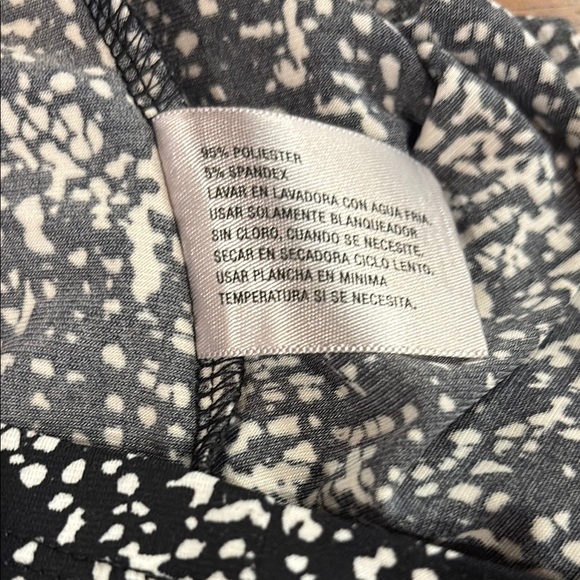 95% POLIESTER
5% SPANDEX
LAVAR EN LAVADORA CON AGUA FRIA.
USAR SOLAMENTE BLANQUEADOR
SIN CLORO, CUANDO SE NECESITE.
SECAR EN SECADORA CICLO LENTO.
USAR PLANCHA EN MINIMA
TEMPERATURA SI SE NECESITA.